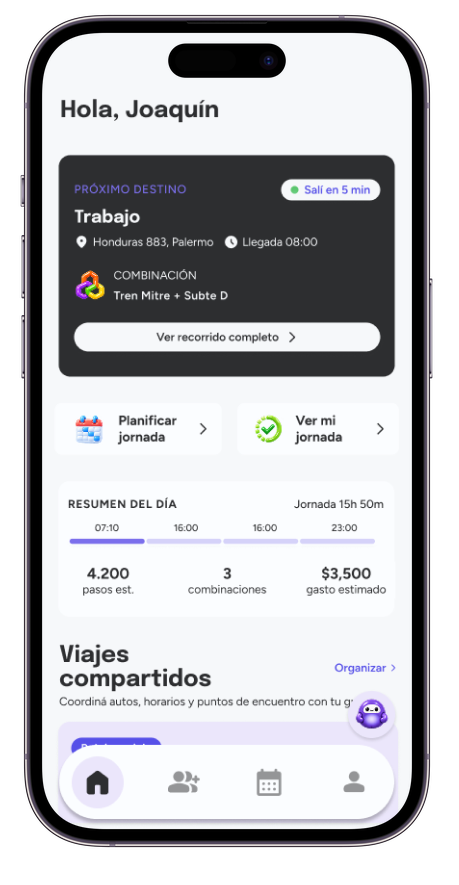 Hola, Joaquín
PRÓXIMO DESTINO
Salí en 5 min
Trabajo
Honduras 883, Palermo
Llegada 08:00
COMBINACIÓN
Tren Mitre + Subte D
Ver recorrido completo
Planificar
jornada
Ver mi
jornada
RESUMEN DEL DÍA
Jornada 15h 50m
07:10
16:00
16:00
23:00
4.200
3
$3,500
pasos est.
combinaciones
gasto estimado
Viajes
compartidos
Organizar
Coordiná autos, horarios y puntos de encuentro con tu